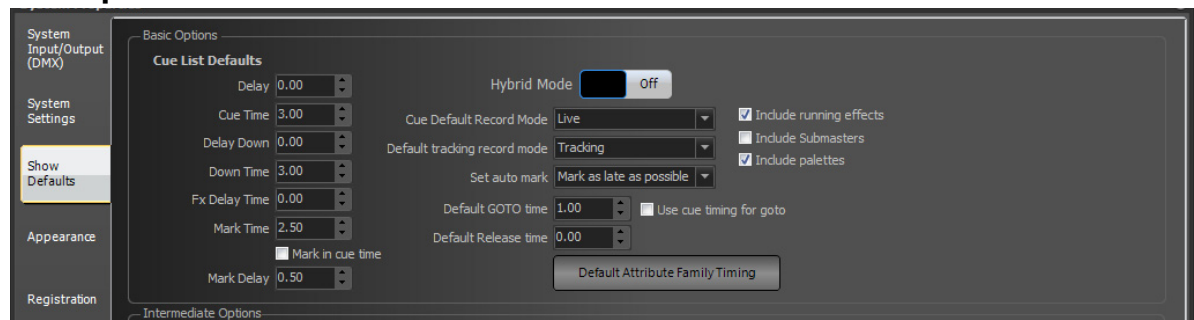 System
Input/Output
(DMX)
System
Settings
Show
Defaults
Appearance
Registration
Basic Options
Cue List Defaults
Delay 0.00
Hybrid Mode Off
Cue Time 3.00
Cue Default Record Mode Live
Include running effects
Delay Down 0.00
Default tracking record mode Tracking
Include Submasters
Down Time 3.00
Set auto mark Mark as late as possible
Include palettes
Fx Delay Time 0.00
Default GOTO time 1.00
Use cue timing for goto
Mark Time 2.50
Default Release time 0.00
Mark in cue time
Default Attribute Family Timing
Mark Delay 0.50
Intermediate Options